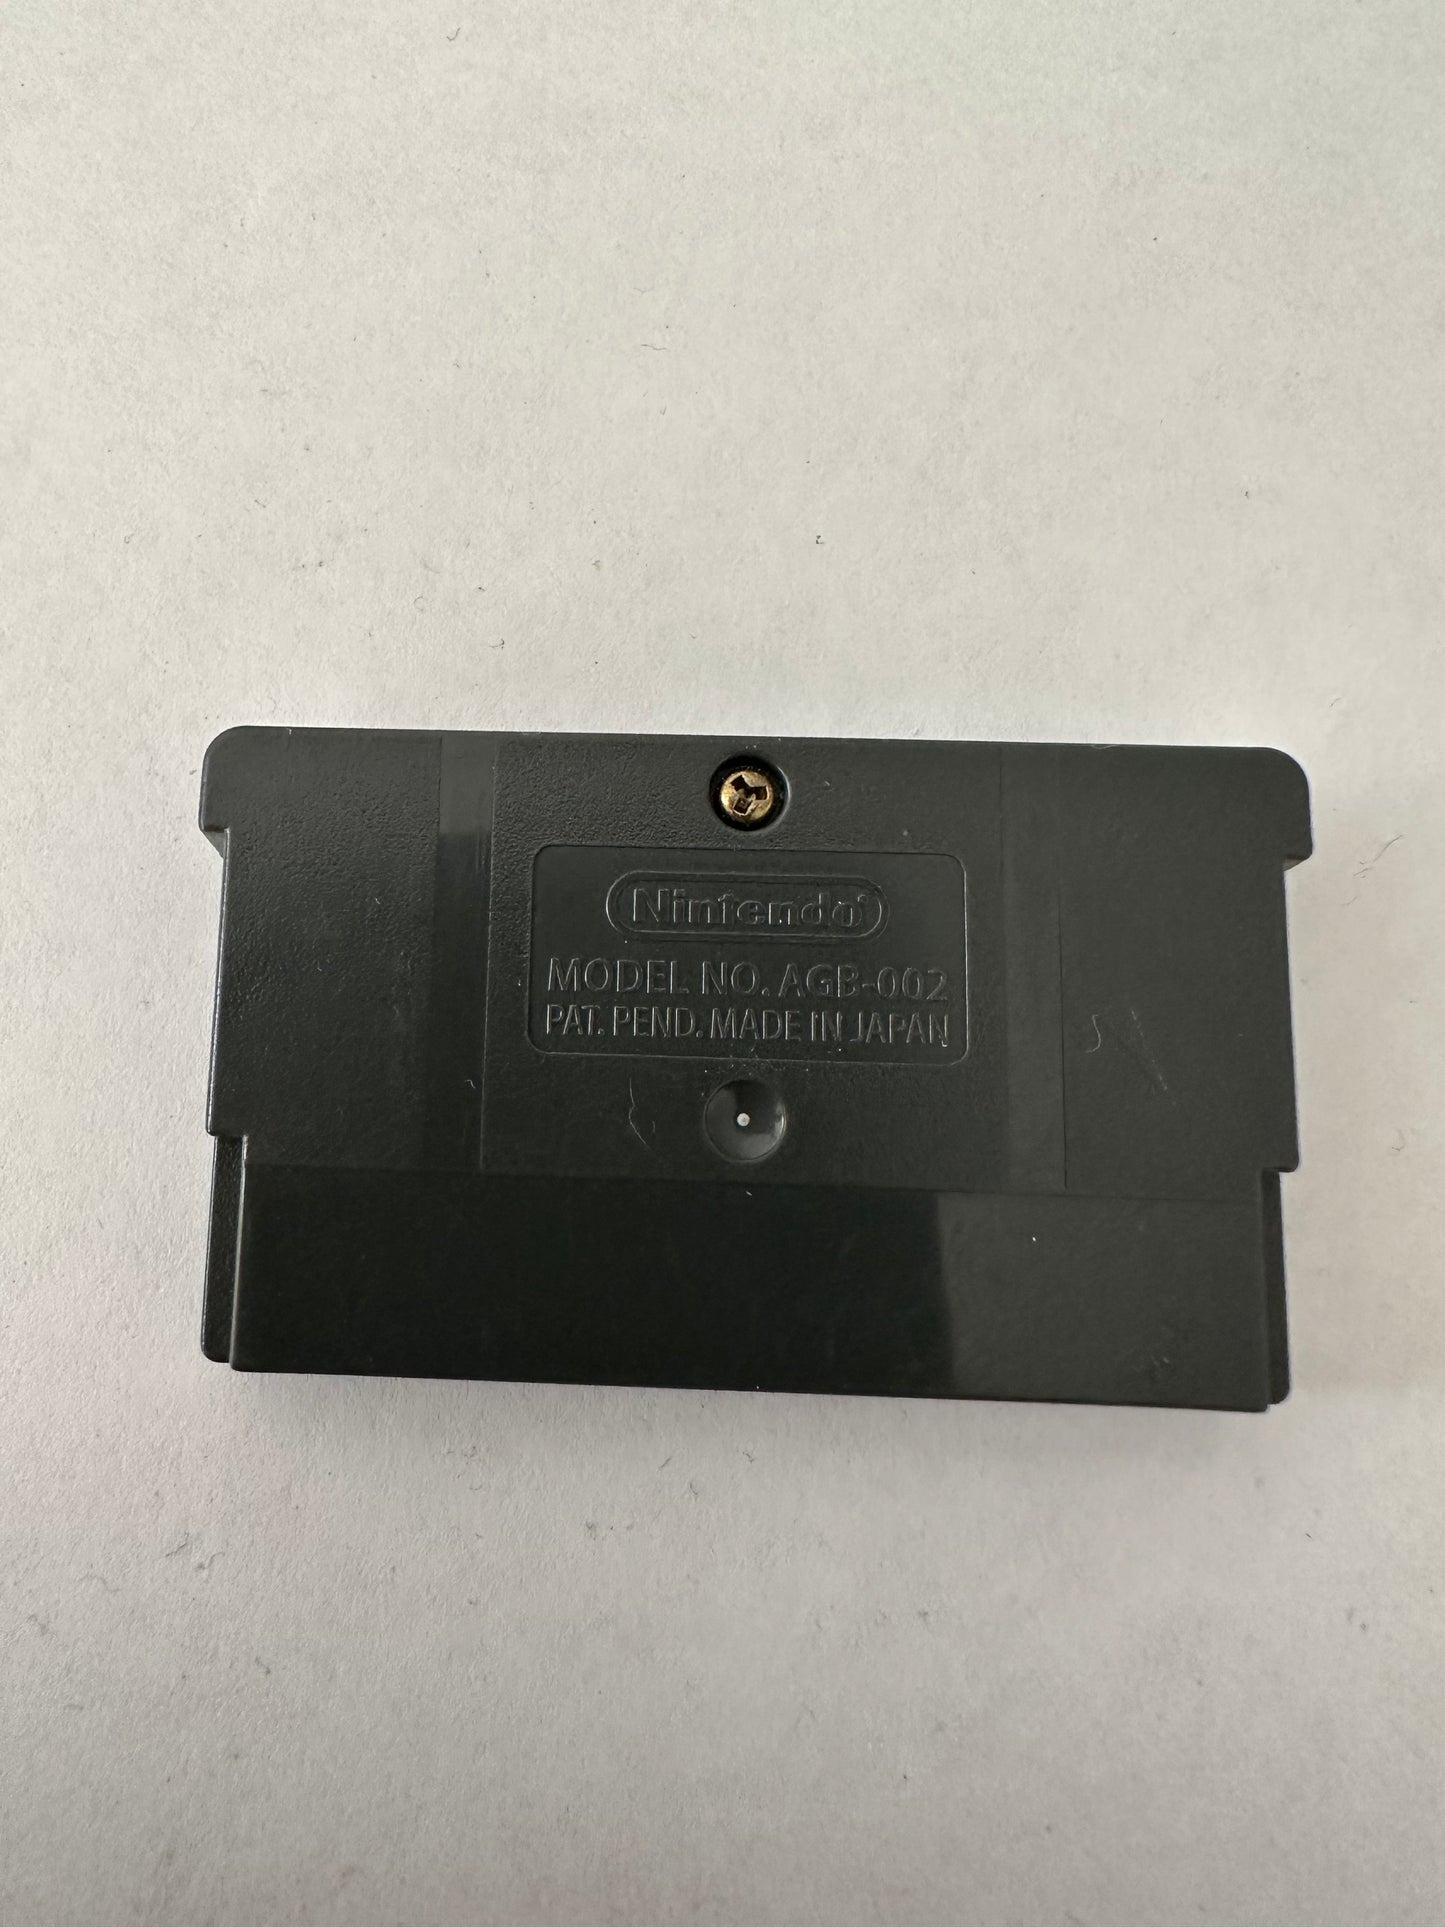 Nintendo®
MODEL NO. AGB-002
PAT. PEND. MADE IN JAPAN